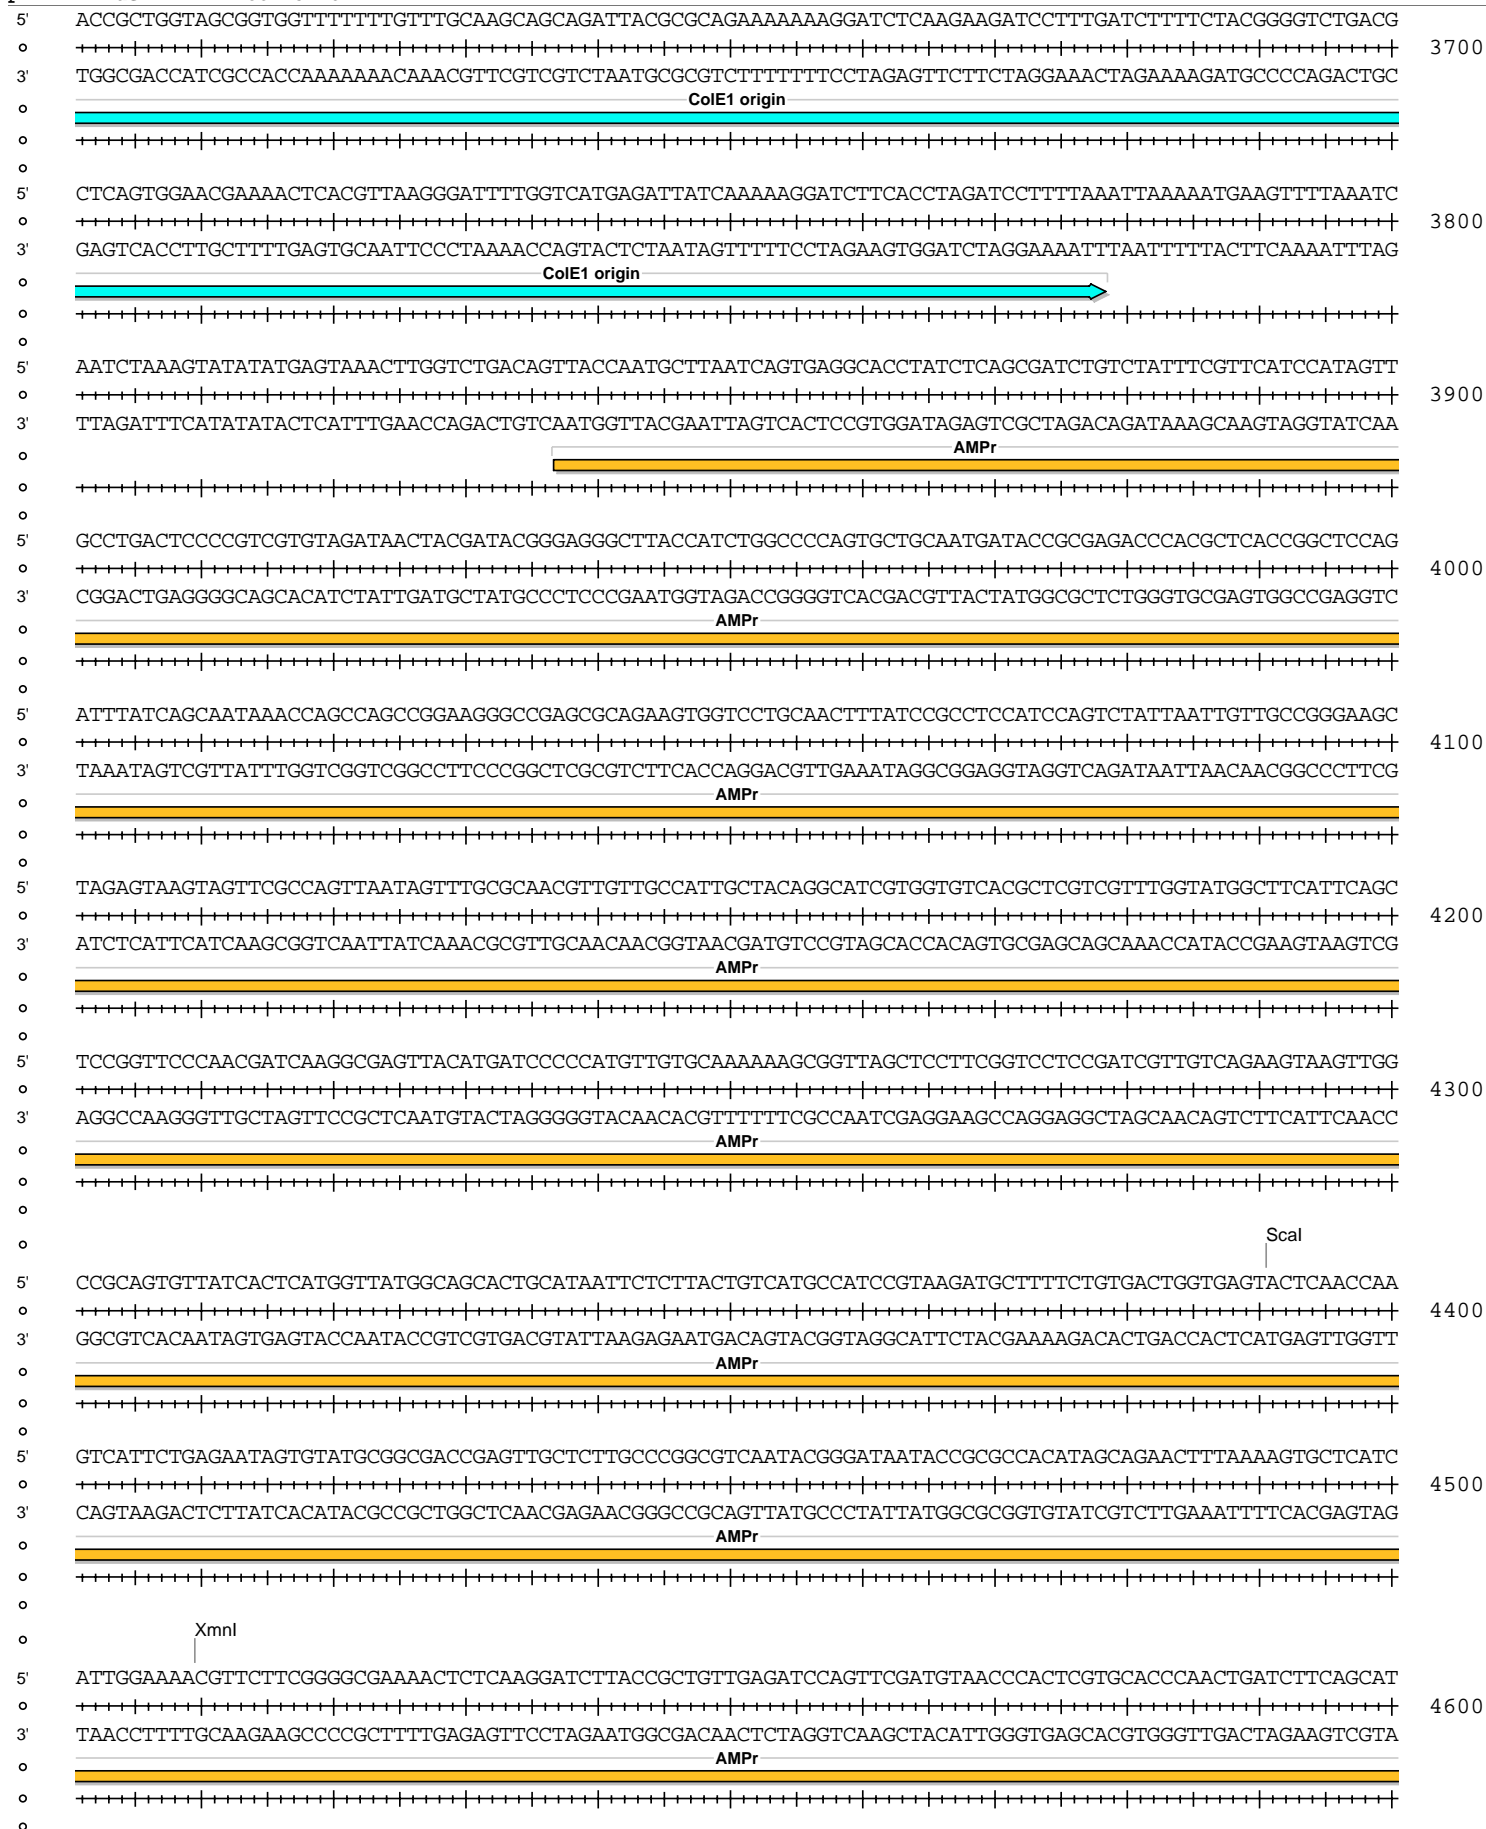 5' ACCGCTGGTAGCGGTGGTTTTTTTGTTTGCAAGCAGCAGATTACGCGCAGAAAAAAAGGATCTCAAGAAGATCCTTTGATCTTTTCTACGGGGTCTGACG
3700
3' TGGCGACCATCGCCACCAAAAAAACAAACGTTCGTCGTCTAATGCGCGTCTTTTTTTCCTAGAGTTCTTCTAGGAAACTAGAAAAGATGCCCCAGACTGC
ColE1 origin
5' CTCAGTGGAACGAAAACTCACGTTAAGGGATTTTGGTCATGAGATTATCAAAAAGGATCTTCACCTAGATCCTTTTAAATTAAAAATGAAGTTTTAAATC
3800
3' GAGTCACCTTGCTTTTGAGTGCAATTCCCTAAAACCAGTACTCTAATAGTTTTTCCTAGAAGTGGATCTAGGAAAATTTAATTTTTACTTCAAAATTTAG
ColE1 origin
5' AATCTAAAGTATATATGAGTAAACTTGGTCTGACAGTTACCAATGCTTAATCAGTGAGGCACCTATCTCAGCGATCTGTCTATTTCGTTCATCCATAGTT
3900
3' TTAGATTTCATATATACTCATTTGAACCAGACTGTCAATGGTTACGAATTAGTCACTCCGTGGATAGAGTCGCTAGACAGATAAAGCAAGTAGGTATCAA
AMPr
5' GCCTGACTCCCCGTCGTGTAGATAACTACGATACGGGAGGGCTTACCATCTGGCCCCAGTGCTGCAATGATACCGCGAGACCCACGCTCACCGGCTCCAG
4000
3' CGGACTGAGGGGCAGCACATCTATTGATGCTATGCCCTCCCGAATGGTAGACCGGGGTCACGACGTTACTATGGCGCTCTGGGTGCGAGTGGCCGAGGTC
AMPr
5' ATTTATCAGCAATAAACCAGCCAGCCGGAAGGGCCGAGCGCAGAAGTGGTCCTGCAACTTTATCCGCCTCCATCCAGTCTATTAATTGTTGCCGGGAAGC
4100
3' TAAATAGTCGTTATTTGGTCGGTCGGCCTTCCCGGCTCGCGTCTTCACCAGGACGTTGAAATAGGCGGAGGTAGGTCAGATAATTAACAACGGCCCTTCG
AMPr
5' TAGAGTAAGTAGTTCGCCAGTTAATAGTTTGCGCAACGTTGTTGCCATTGCTACAGGCATCGTGGTGTCACGCTCGTCGTTTGGTATGGCTTCATTCAGC
4200
3' ATCTCATTCATCAAGCGGTCAATTATCAAACGCGTTGCAACAACGGTAACGATGTCCGTAGCACCACAGTGCGAGCAGCAAACCATACCGAAGTAAGTCG
AMPr
5' TCCGGTTCCCAACGATCAAGGCGAGTTACATGATCCCCCATGTTGTGCAAAAAAGCGGTTAGCTCCTTCGGTCCTCCGATCGTTGTCAGAAGTAAGTTGG
4300
3' AGGCCAAGGGTTGCTAGTTCCGCTCAATGTACTAGGGGGTACAACACGTTTTTTCGCCAATCGAGGAAGCCAGGAGGCTAGCAACAGTCTTCATTCAACC
AMPr
ScaI
5' CCGCAGTGTTATCACTCATGGTTATGGCAGCACTGCATAATTCTCTTACTGTCATGCCATCCGTAAGATGCTTTTCTGTGACTGGTGAGTACTCAACCAA
4400
3' GGCGTCACAATAGTGAGTACCAATACCGTCGTGACGTATTAAGAGAATGACAGTACGGTAGGCATTCTACGAAAAGACACTGACCACTCATGAGTTGGTT
AMPr
5' GTCATTCTGAGAATAGTGTATGCGGCGACCGAGTTGCTCTTGCCCGGCGTCAATACGGGATAATACCGCGCCACATAGCAGAACTTTAAAAGTGCTCATC
4500
3' CAGTAAGACTCTTATCACATACGCCGCTGGCTCAACGAGAACGGGCCGCAGTTATGCCCTATTATGGCGCGGTGTATCGTCTTGAAATTTTCACGAGTAG
AMPr
XmnI
5' ATTGGAAAACGTTCTTCGGGGCGAAAACTCTCAAGGATCTTACCGCTGTTGAGATCCAGTTCGATGTAACCCACTCGTGCACCCAACTGATCTTCAGCAT
4600
3' TAACCTTTTGCAAGAAGCCCCGCTTTTGAGAGTTCCTAGAATGGCGACAACTCTAGGTCAAGCTACATTGGGTGAGCACGTGGGTTGACTAGAAGTCGTA
AMPr